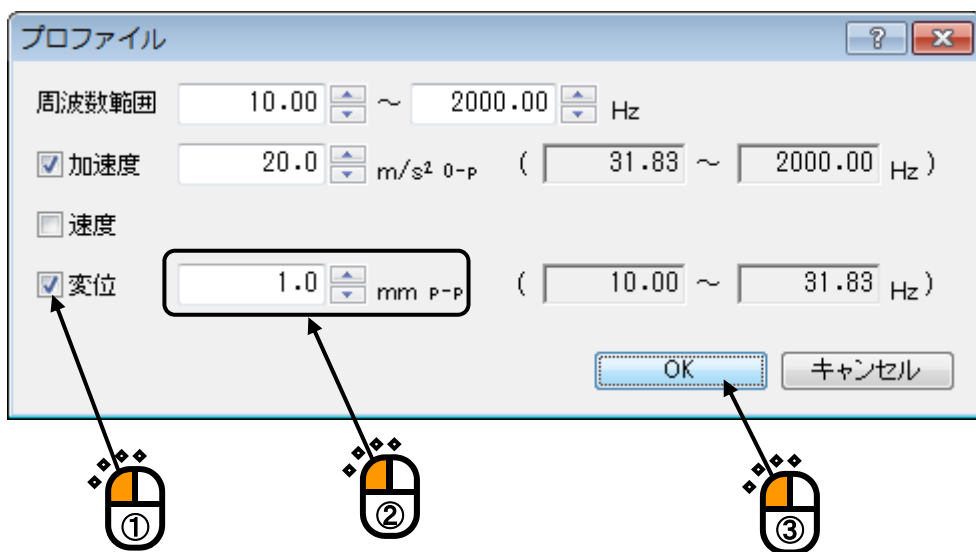 プロファイル
周波数範囲 10.00 ～ 2000.00 Hz
加速度 20.0 m/s² 0-p ( 31.83 ～ 2000.00 Hz )
速度
変位 1.0 mm p-p ( 10.00 ～ 31.83 Hz )
OK キャンセル
① ② ③